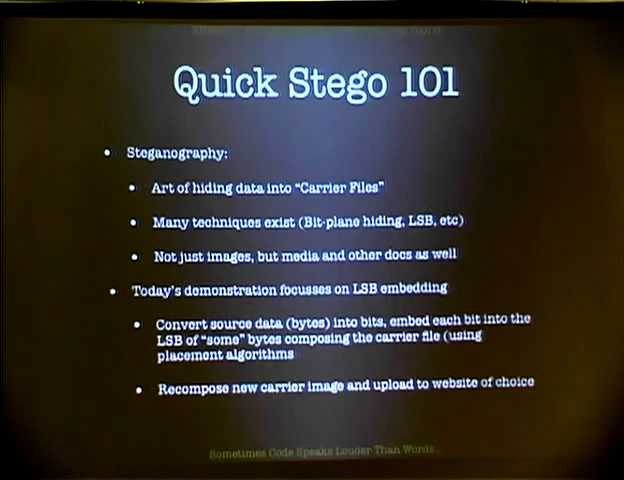 Quick Stego 101
• Steganography:
• Art of hiding data into "Carrier Files"
• Many techniques exist (Bit-plane hiding, LSB, etc)
• Not just images, but media and other docs as well
• Today's demonstration focusses on LSB embedding
• Convert source data (bytes) into bits, embed each bit into the
LSB of "some" bytes composing the carrier file (using
placement algorithms
• Recompose new carrier image and upload to website of choice
Sometimes Code Speaks Louder Than Words...